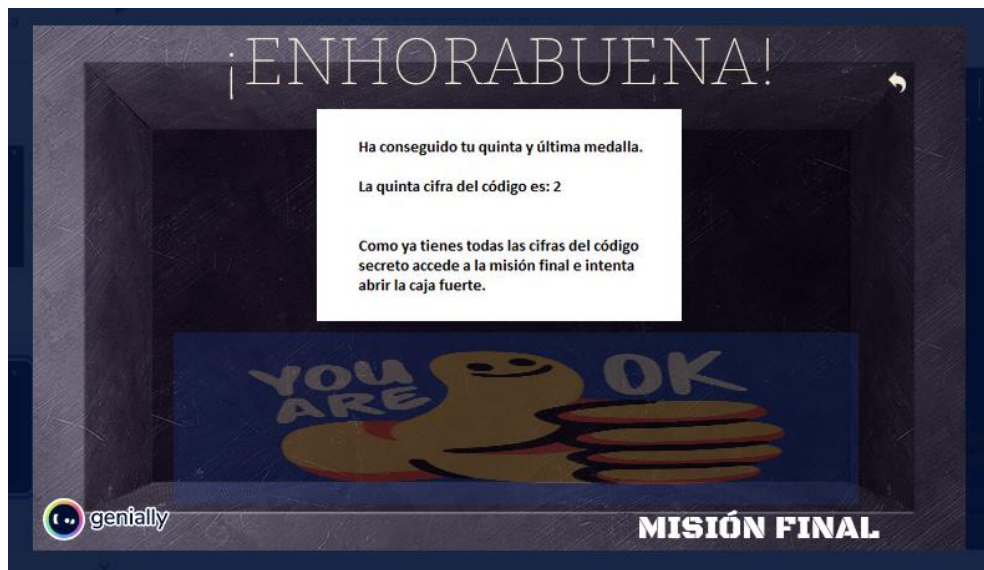 ¡ENHORABUENA!
Ha conseguido tu quinta y última medalla.
La quinta cifra del código es: 2
Como ya tienes todas las cifras del código
secreto accede a la misión final e intenta
abrir la caja fuerte.
YOU
ARE
OK
genially
MISIÓN FINAL